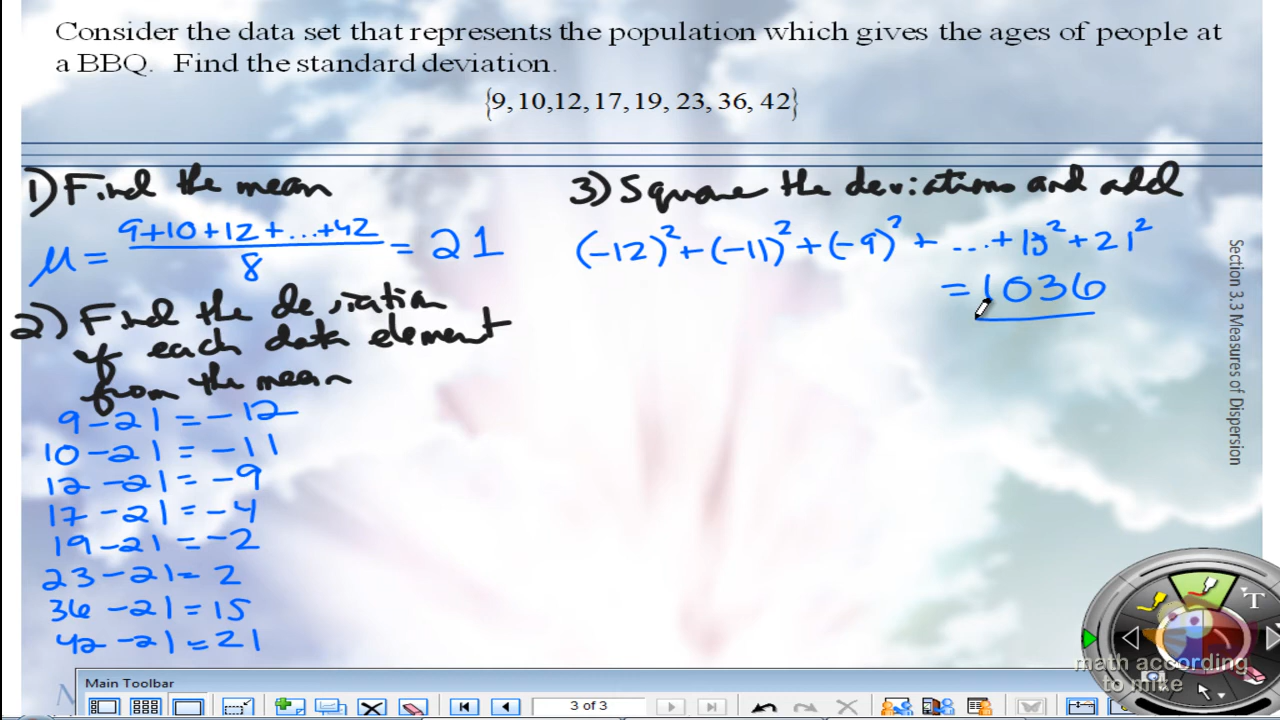 Consider the data set that represents the population which gives the ages of people at
a BBQ. Find the standard deviation.
{9, 10,12, 17, 19, 23, 36, 42}
1) Find the mean
μ = 9+10+12+...+42 / 8 = 21
2) Find the deviation
of each data element
from the mean
9 - 21 = -12
10 - 21 = -11
12 - 21 = -9
17 - 21 = -4
19 - 21 = -2
23 - 21 = 2
36 - 21 = 15
42 - 21 = 21
3) Square the deviations and add
(-12)² + (-11)² + (-9)² + ... + 15² + 21²
= 1036
Section 3.3 Measures of Dispersion
T
math according
to mike
Main Toolbar
3 of 3